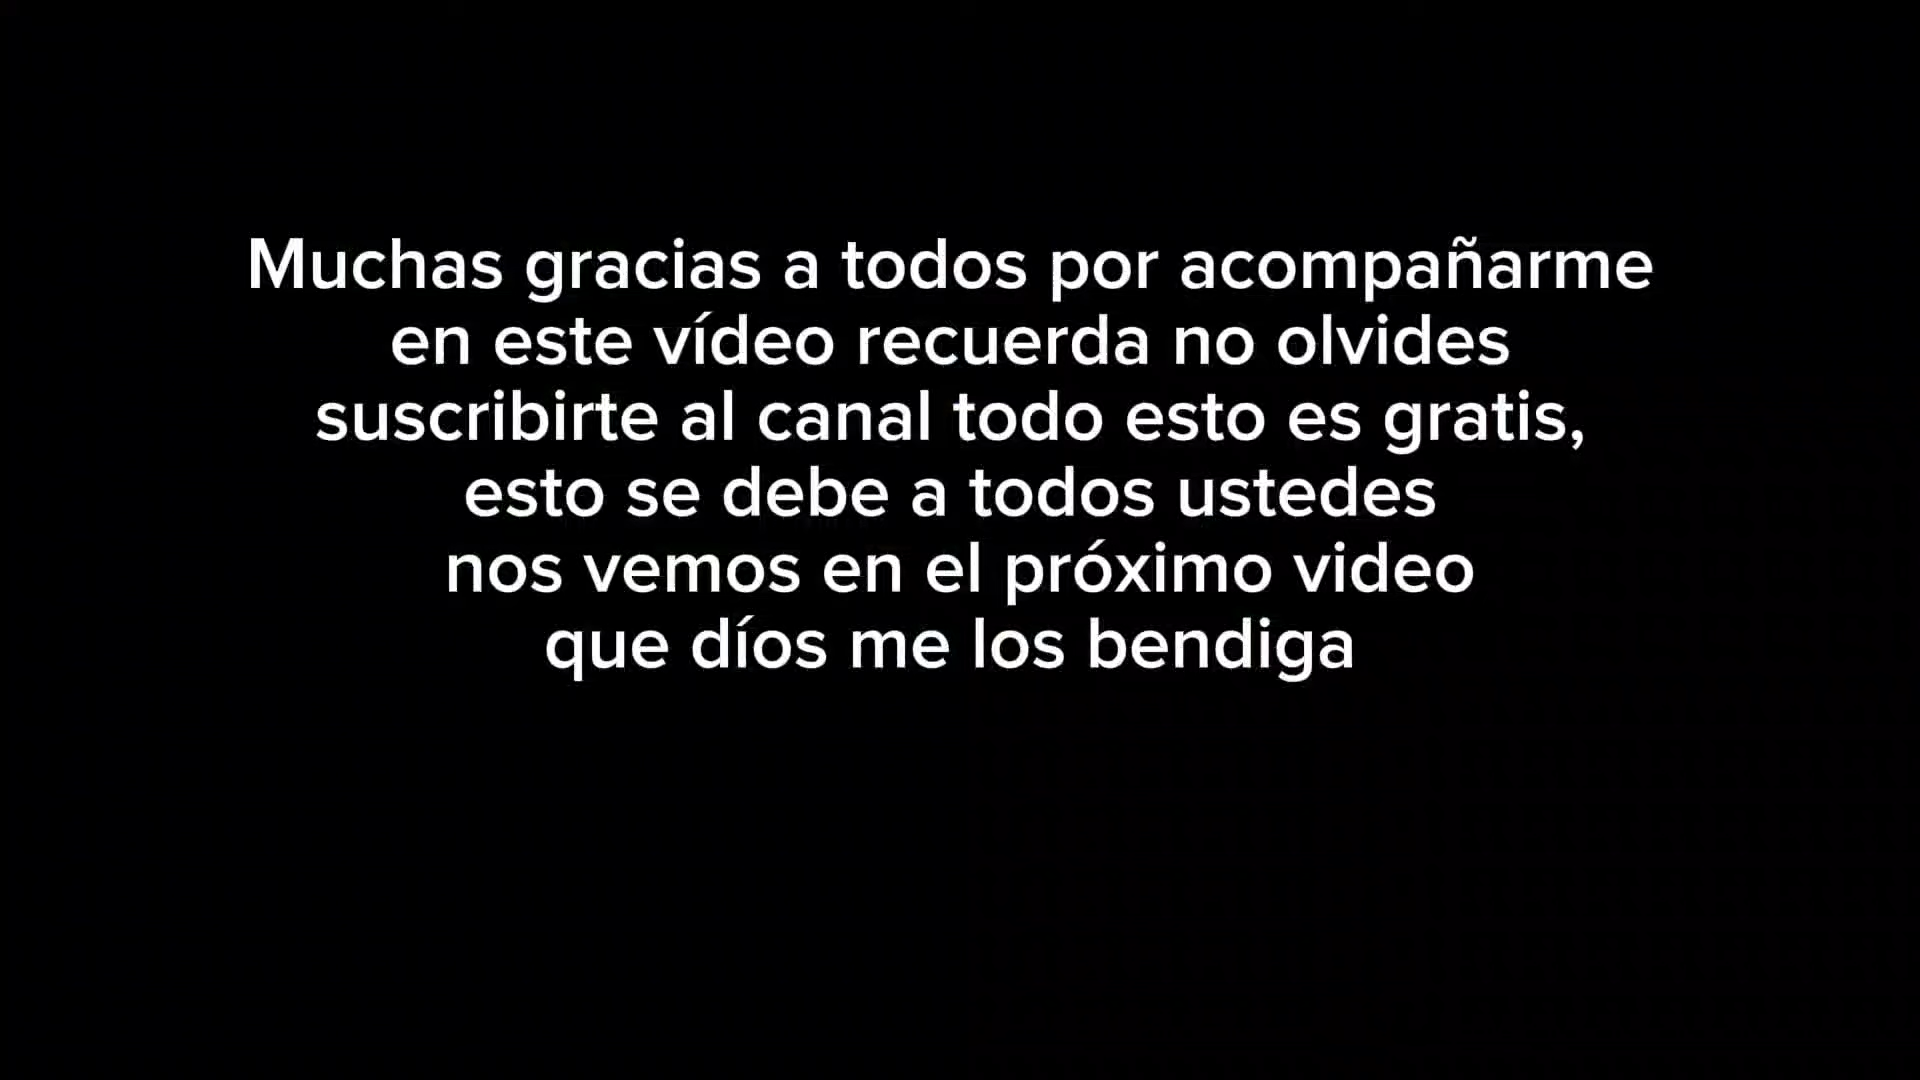 Muchas gracias a todos por acompañarme
en este vídeo recuerda no olvides
suscribirte al canal todo esto es gratis,
esto se debe a todos ustedes
nos vemos en el próximo video
que díos me los bendiga